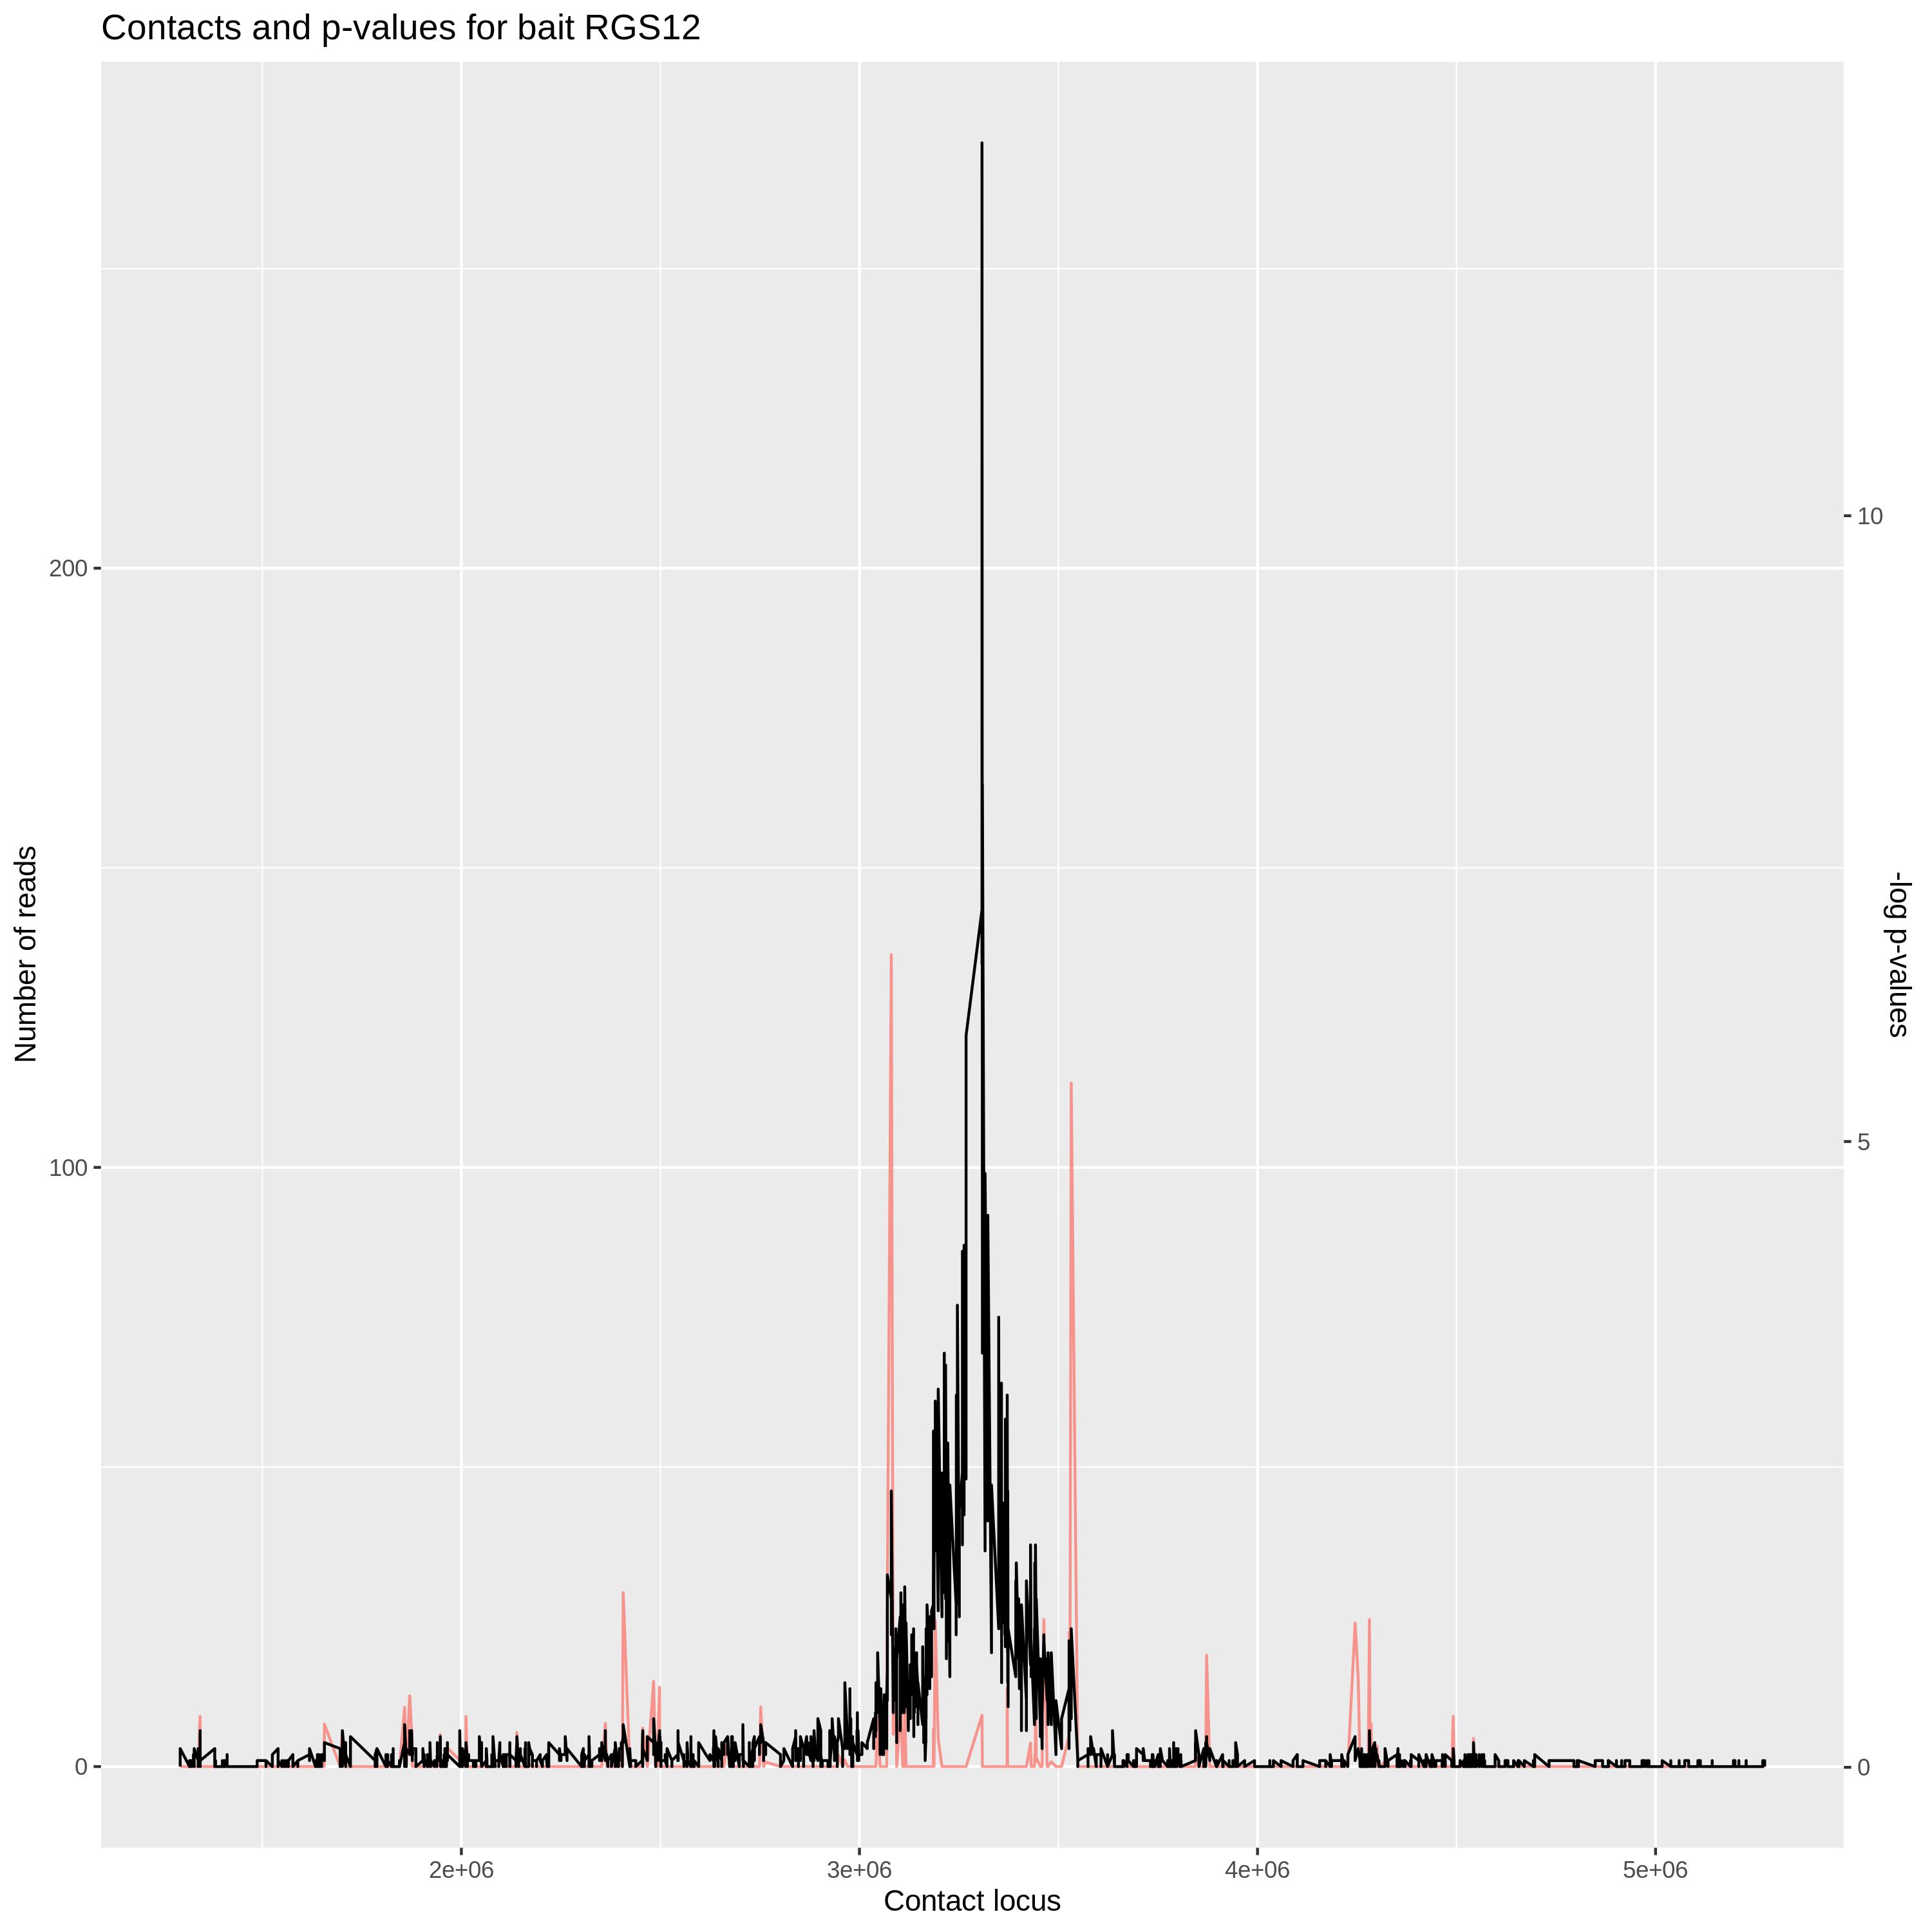 Contacts and p-values for bait RGS12
200
100
0
Number of reads
10
5
0
-log p-values
2e+06
3e+06
4e+06
5e+06
Contact locus